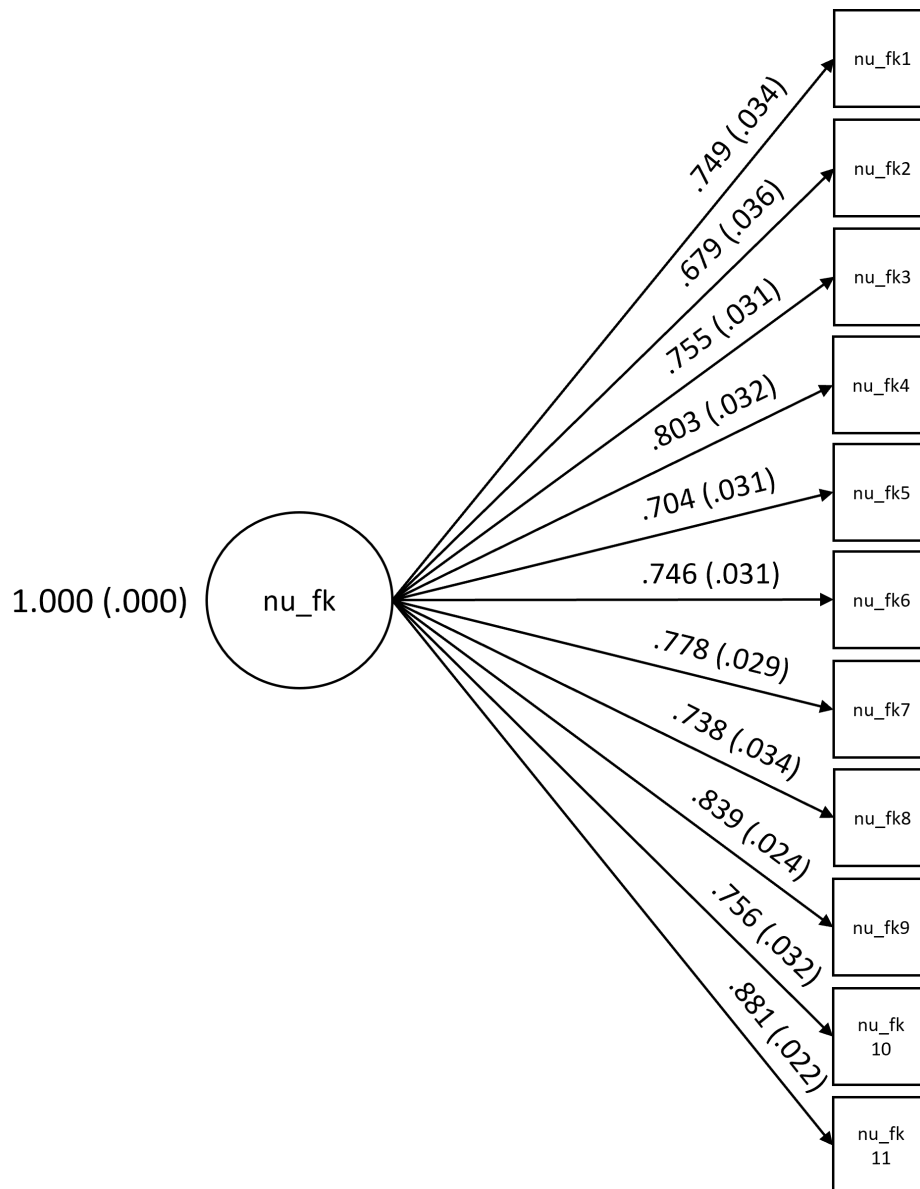 nu_fk1
.749 (.034)
nu_fk2
.679 (.036)
nu_fk3
.755 (.031)
nu_fk4
.803 (.032)
nu_fk5
.704 (.031)
1.000 (.000)
nu_fk
.746 (.031)
nu_fk6
.778 (.029)
nu_fk7
.738 (.034)
nu_fk8
.839 (.024)
nu_fk9
.756 (.032)
nu_fk
10
.881 (.022)
nu_fk
11